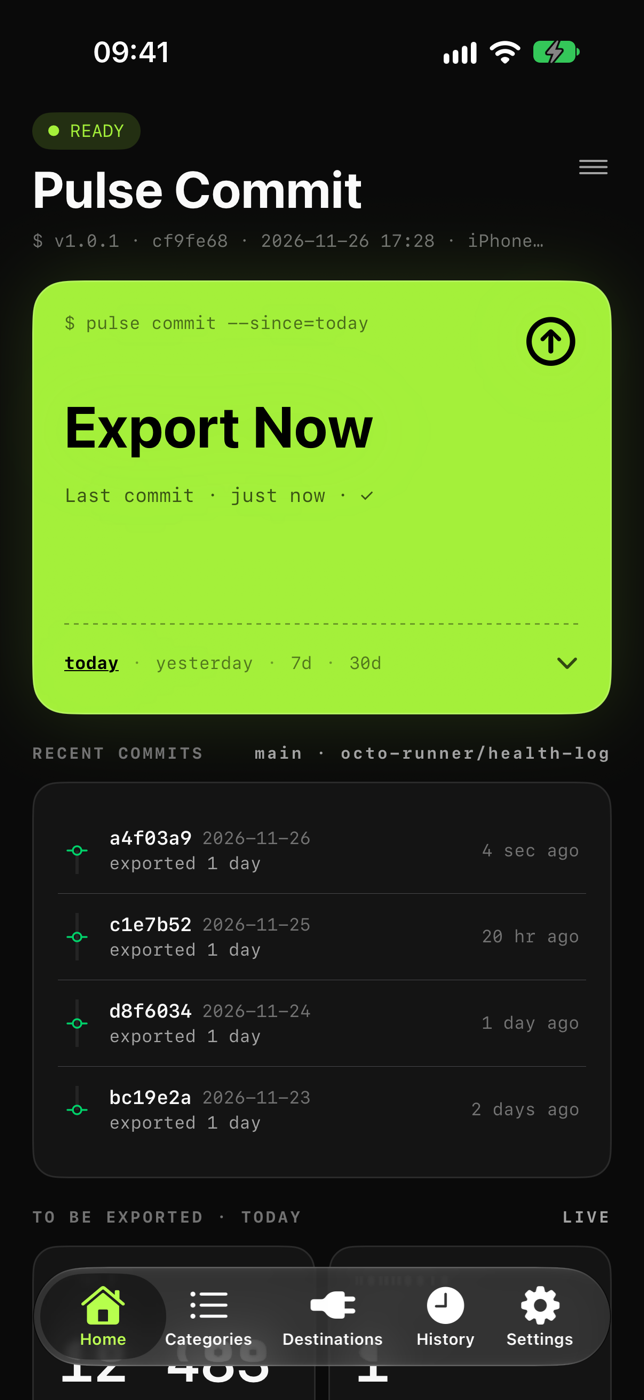 09:41
READY
Pulse Commit
$ v1.0.1 · cf9fe68 · 2026-11-26 17:28 · iPhone…
$ pulse commit --since=today
Export Now
Last commit · just now · ✓
today · yesterday · 7d · 30d
RECENT COMMITS main · octo-runner/health-log
a4f03a9 2026-11-26
exported 1 day
4 sec ago
c1e7b52 2026-11-25
exported 1 day
20 hr ago
d8f6034 2026-11-24
exported 1 day
1 day ago
bc19e2a 2026-11-23
exported 1 day
2 days ago
TO BE EXPORTED · TODAY LIVE
12 483
1
Home Categories Destinations History Settings